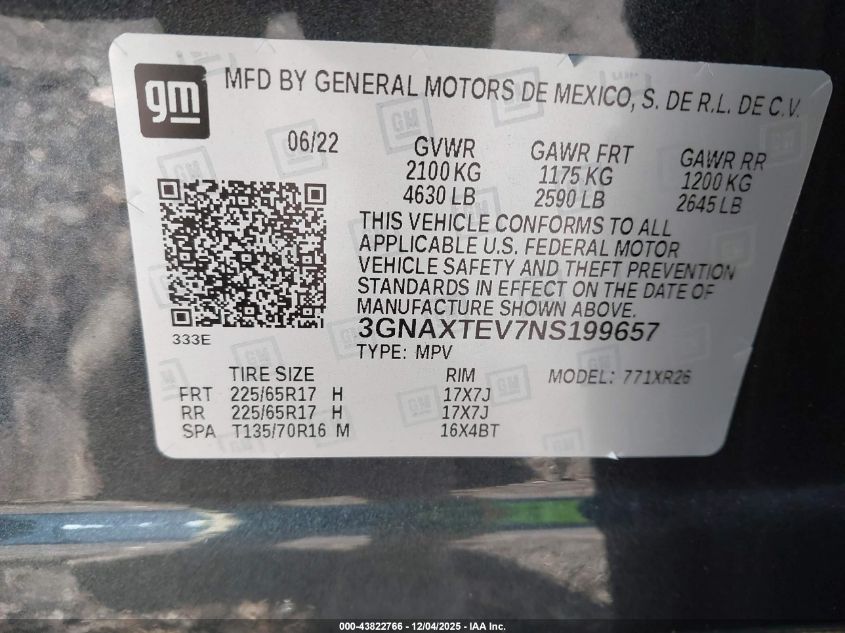 gm
MFD BY GENERAL MOTORS DE MEXICO, S. DE R.L. DE C.V.
06/22
GVWR GAWR FRT GAWR RR
2100 KG 1175 KG 1200 KG
4630 LB 2590 LB 2645 LB
THIS VEHICLE CONFORMS TO ALL
APPLICABLE U.S. FEDERAL MOTOR
VEHICLE SAFETY AND THEFT PREVENTION
STANDARDS IN EFFECT ON THE DATE OF
MANUFACTURE SHOWN ABOVE.
333E
3GNAXTEV7NS199657
TYPE: MPV
TIRE SIZE RIM MODEL: 771XR26
FRT 225/65R17 H 17X7J
RR 225/65R17 H 17X7J
SPA T135/70R16 M 16X4BT
000-43822766 - 12/04/2025 - IAA Inc.